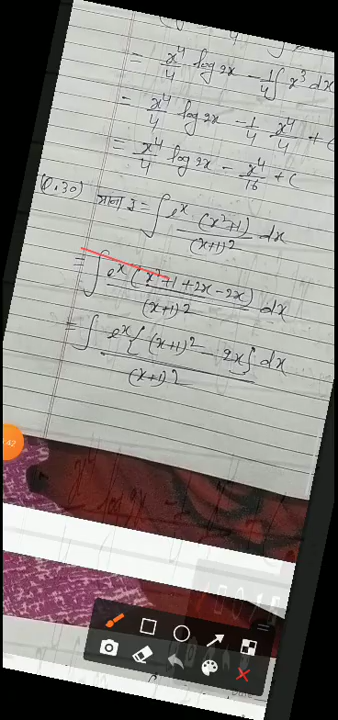 = x⁴/4 log 2x - 1/4 ∫ x³ dx
= x⁴/4 log 2x - 1/4 x⁴/4 + C
= x⁴/4 log 2x - x⁴/16 + C
(Q.30) माना I = ∫ eˣ (x²+1)/(x+1)² dx
= ∫ eˣ (x²+1+2x-2x)/(x+1)² dx
= ∫ eˣ{(x+1)² - 2x}/(x+1)² dx